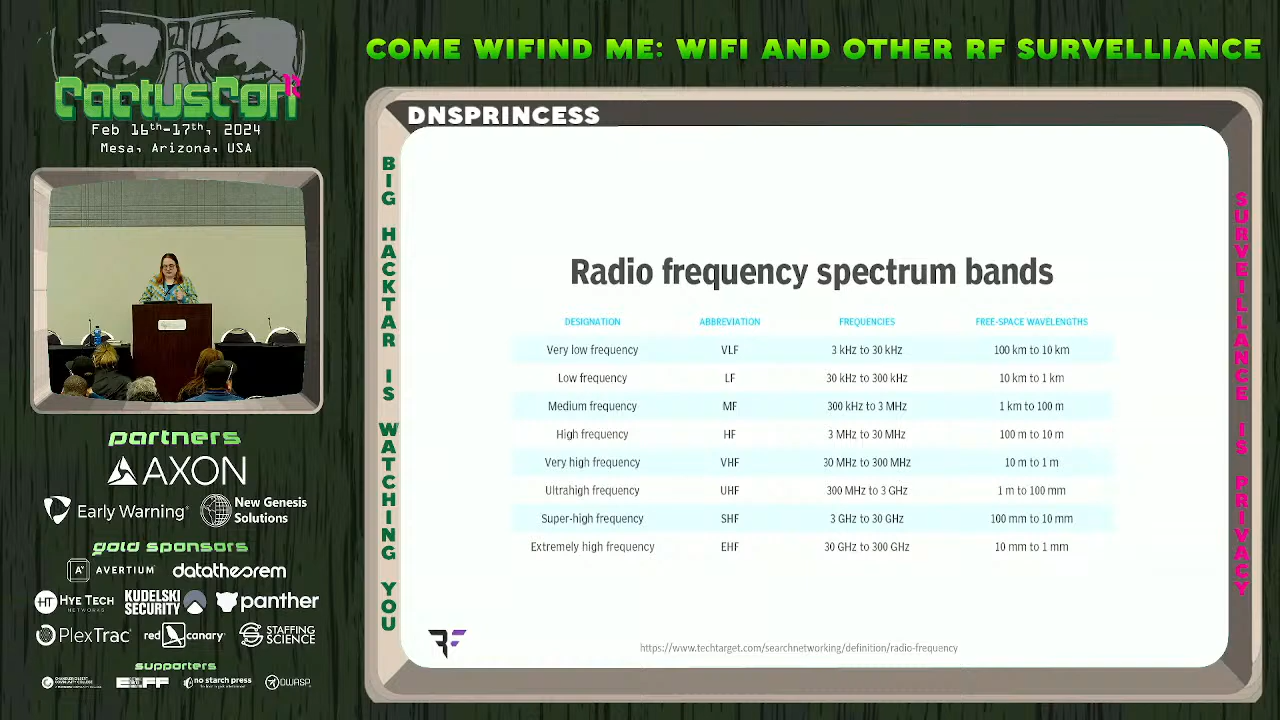 CactusCon 12
Feb 16th-17th, 2024
Mesa, Arizona, USA
COME WIFIND ME: WIFI AND OTHER RF SURVELLIANCE
DNSPRINCESS
BIG HACKTAR IS WATCHING YOU
SURVEILLANCE IS PRIVACY
Radio frequency spectrum bands
DESIGNATION ABBREVIATION FREQUENCIES FREE-SPACE WAVELENGTHS
Very low frequency VLF 3 kHz to 30 kHz 100 km to 10 km
Low frequency LF 30 kHz to 300 kHz 10 km to 1 km
Medium frequency MF 300 kHz to 3 MHz 1 km to 100 m
High frequency HF 3 MHz to 30 MHz 100 m to 10 m
Very high frequency VHF 30 MHz to 300 MHz 10 m to 1 m
Ultrahigh frequency UHF 300 MHz to 3 GHz 1 m to 100 mm
Super-high frequency SHF 3 GHz to 30 GHz 100 mm to 10 mm
Extremely high frequency EHF 30 GHz to 300 GHz 10 mm to 1 mm
RF
https://www.techtarget.com/searchnetworking/definition/radio-frequency
partners
AXON
Early Warning
New Genesis
Solutions
gold sponsors
AVERTIUM
datatheorem
HT HYE TECH
NETWORKS
KUDELSKI
SECURITY
panther
PlexTrac
red canary
STAFFING
SCIENCE
supporters
EFF
no starch press
OWASP